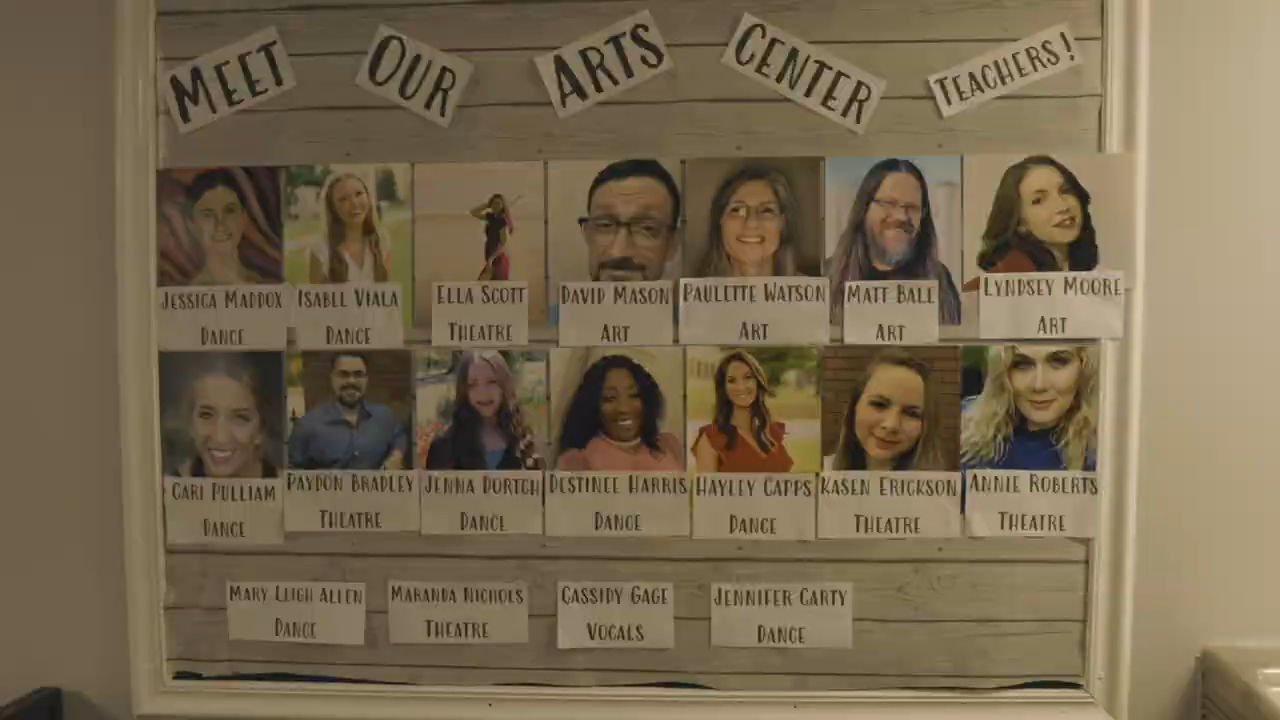 MEET OUR ARTS CENTER TEACHERS!
JESSICA MADDOX
DANCE
ISABLL VIALA
DANCE
ELLA SCOTT
THEATRE
DAVID MASON
ART
PAULETTE WATSON
ART
MATT BALL
ART
LYNDSEY MOORE
ART
CARI PULLIAM
DANCE
PAYDON BRADLEY
THEATRE
JENNA DORTCH
DANCE
DESTINEE HARRIS
DANCE
HAYLEY CAPPS
DANCE
KASEN ERICKSON
THEATRE
ANNIE ROBERTS
THEATRE
MARY LEIGH ALLEN
DANCE
MARANDA NICHOLS
THEATRE
CASSIDY GAGE
VOCALS
JENNIFER CARTY
DANCE